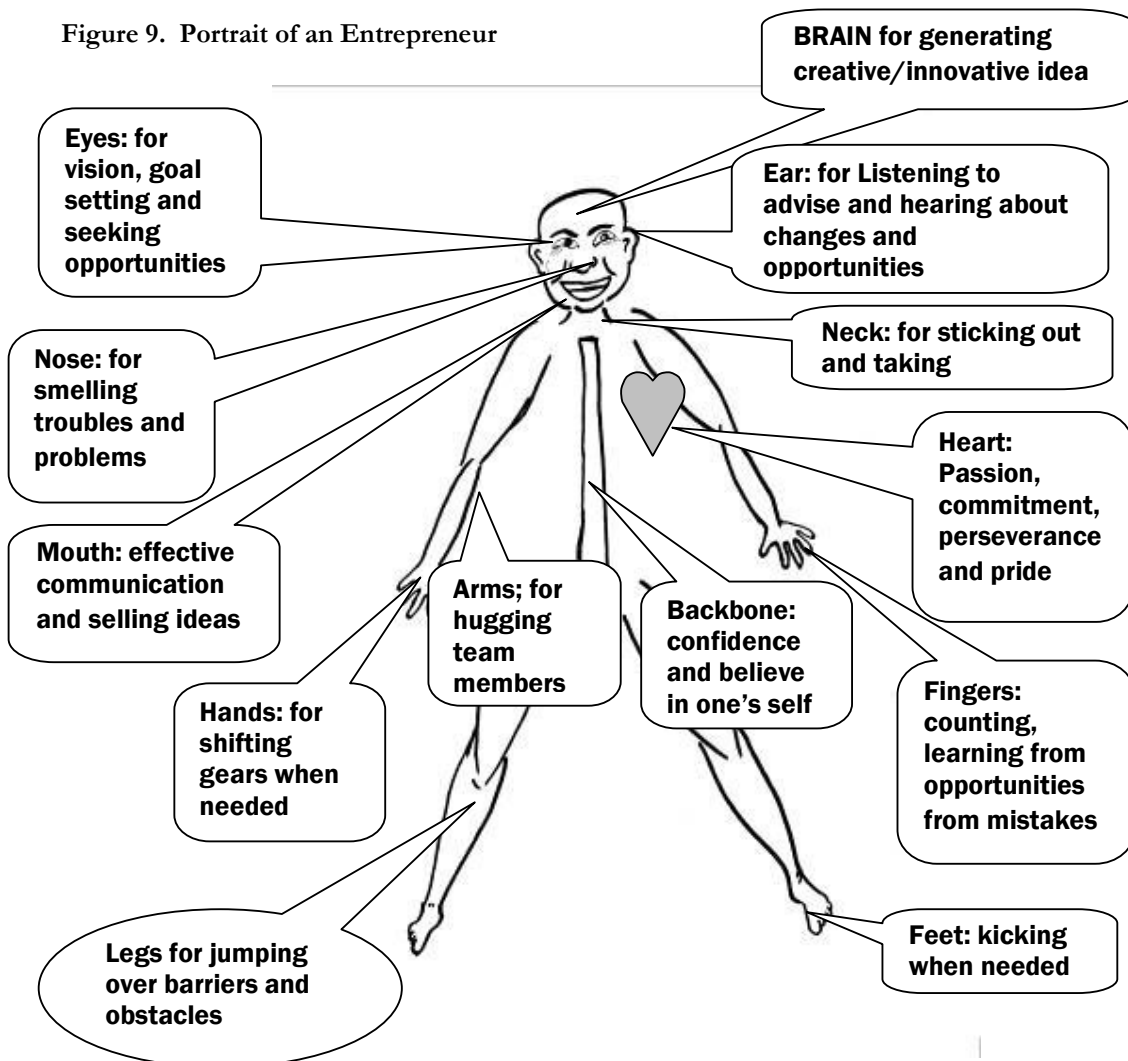 Figure 9. Portrait of an Entrepreneur
BRAIN for generating
creative/innovative idea
Eyes: for
vision, goal
setting and
seeking
opportunities
Ear: for Listening to
advise and hearing about
changes and
opportunities
Neck: for sticking out
and taking
Nose: for
smelling
troubles and
problems
Heart:
Passion,
commitment,
perseverance
and pride
Mouth: effective
communication
and selling ideas
Arms; for
hugging
team
members
Backbone:
confidence
and believe
in one's self
Hands: for
shifting
gears when
needed
Fingers:
counting,
learning from
opportunities
from mistakes
Legs for jumping
over barriers and
obstacles
Feet: kicking
when needed